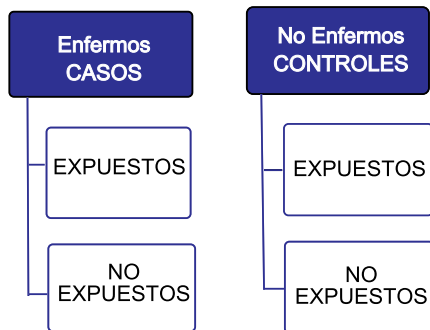 Enfermos
CASOS
EXPUESTOS
NO
EXPUESTOS
No Enfermos
CONTROLES
EXPUESTOS
NO
EXPUESTOS